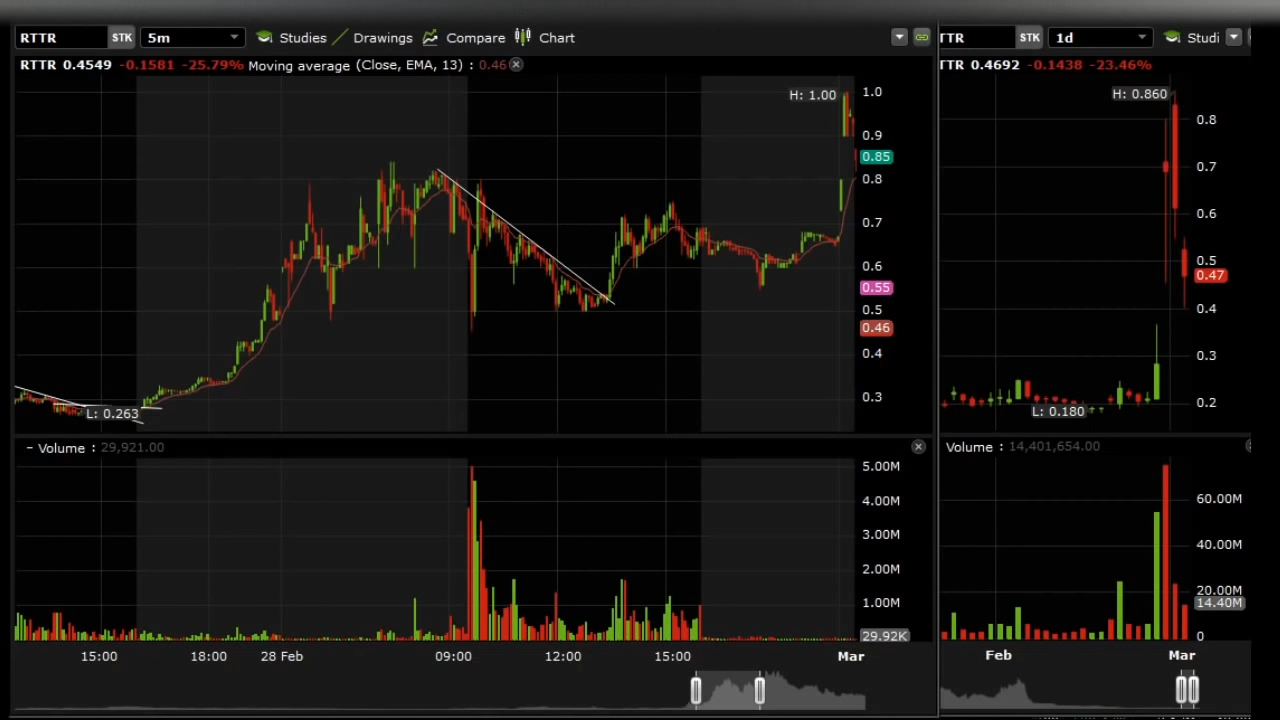 RTTR STK 5m Studies Drawings Compare Chart
RTTR 0.4549 -0.1581 -25.79% Moving average (Close, EMA, 13) : 0.46
H: 1.00
1.0
0.9
0.85
0.8
0.7
0.6
0.55
0.5
0.46
0.4
0.3
L: 0.263
– Volume : 29,921.00
5.00M
4.00M
3.00M
2.00M
1.00M
29.92K
15:00 18:00 28 Feb 09:00 12:00 15:00 Mar
TTR STK 1d Studi
TTR 0.4692 -0.1438 -23.46%
H: 0.860
0.8
0.7
0.6
0.5
0.47
0.4
0.3
0.2
L: 0.180
Volume : 14,401,654.00
60.00M
40.00M
20.00M
14.40M
0
Feb Mar